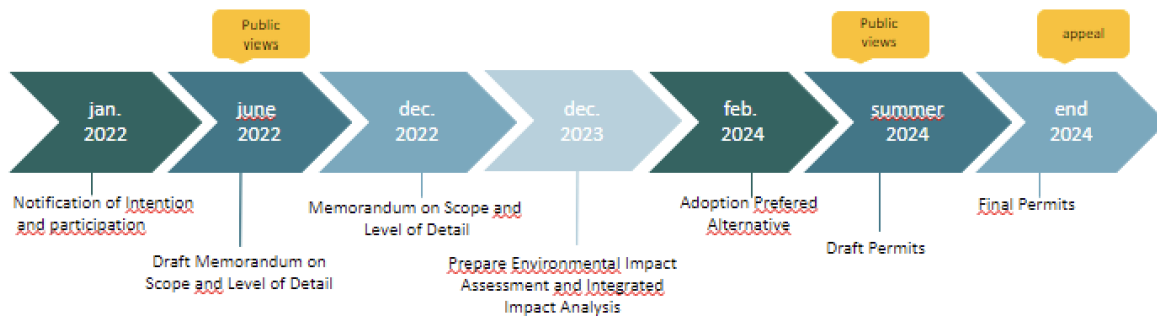 Public
views
Public
views
appeal
jan.
2022
june
2022
dec.
2022
dec.
2023
feb.
2024
summer
2024
end
2024
Notification of Intention
and participation
Draft Memorandum on
Scope and Level of Detail
Memorandum on Scope and
Level of Detail
Prepare Environmental Impact
Assessment and Integrated
Impact Analysis
Adoption Prefered
Alternative
Draft Permits
Final Permits